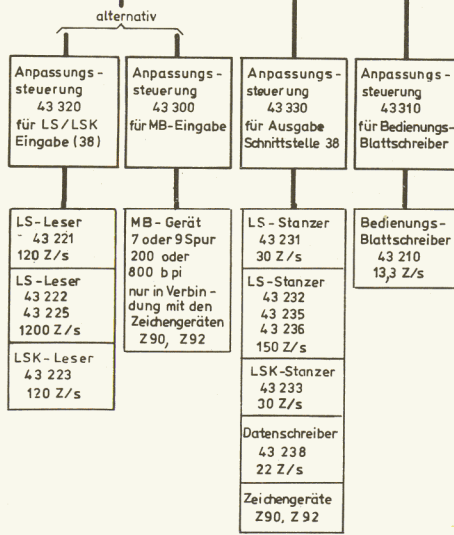 alternativ
Anpassungs-
steuerung
43 320
für LS/LSK
Eingabe (38)
Anpassungs-
steuerung
43 300
für MB-Eingabe
Anpassungs-
steuerung
43 330
für Ausgabe
Schnittstelle 38
Anpassungs-
steuerung
43310
für Bedienungs-
Blattschreiber
LS-Leser
43 221
120 Z/s
LS-Leser
43 222
43 225
1200 Z/s
LSK-Leser
43 223
120 Z/s
MB-Gerät
7 oder 9 Spur
200 oder
800 bpi
nur in Verbin-
dung mit den
Zeichengeräten
Z90, Z92
LS-Stanzer
43 231
30 Z/s
LS-Stanzer
43 232
43 235
43 236
150 Z/s
LSK-Stanzer
43 233
30 Z/s
Datenschreiber
43 238
22 Z/s
Zeichengeräte
Z90, Z 92
Bedienungs-
Blattschreiber
43 210
13,3 Z/s